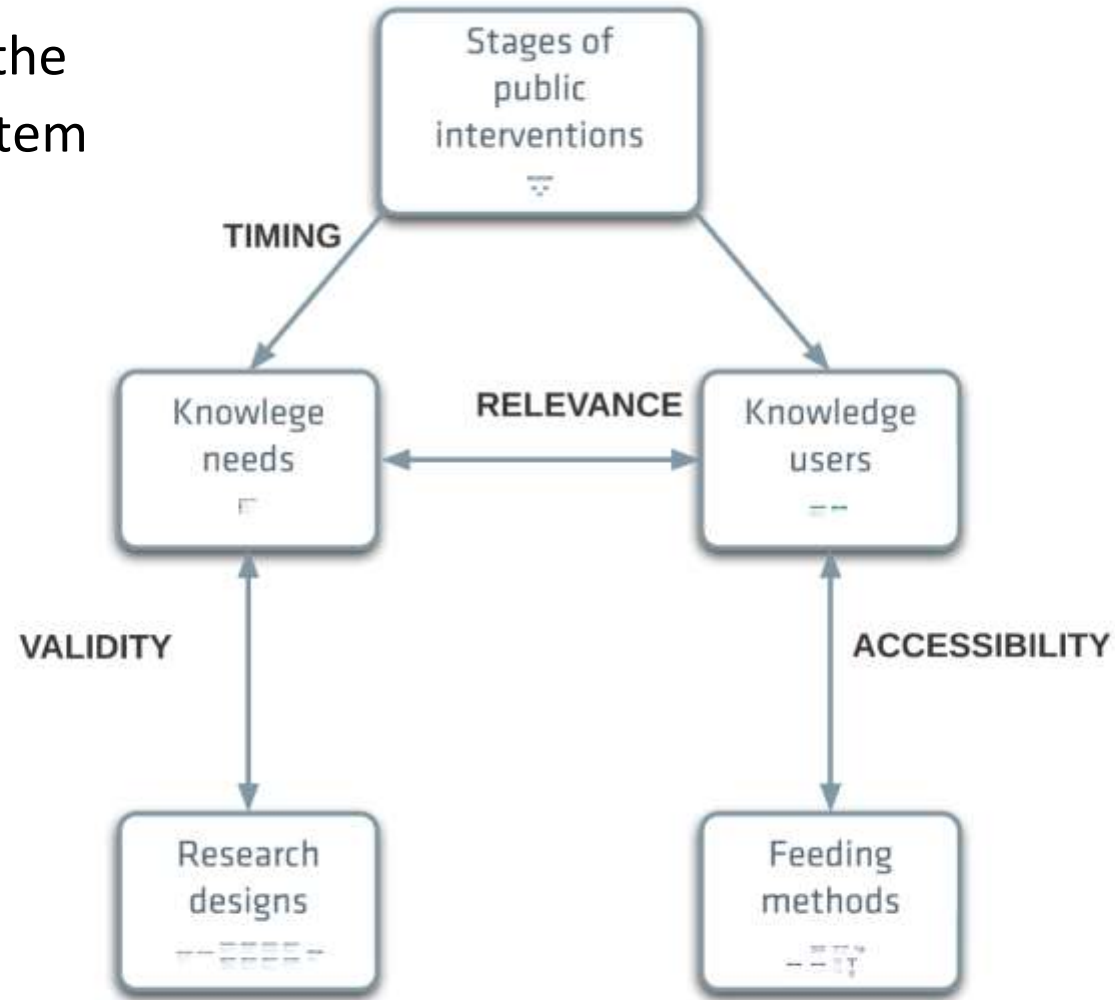 the
tem
Stages of
public
interventions
TIMING
Knowlege
needs
RELEVANCE
Knowledge
users
VALIDITY
ACCESSIBILITY
Research
designs
Feeding
methods